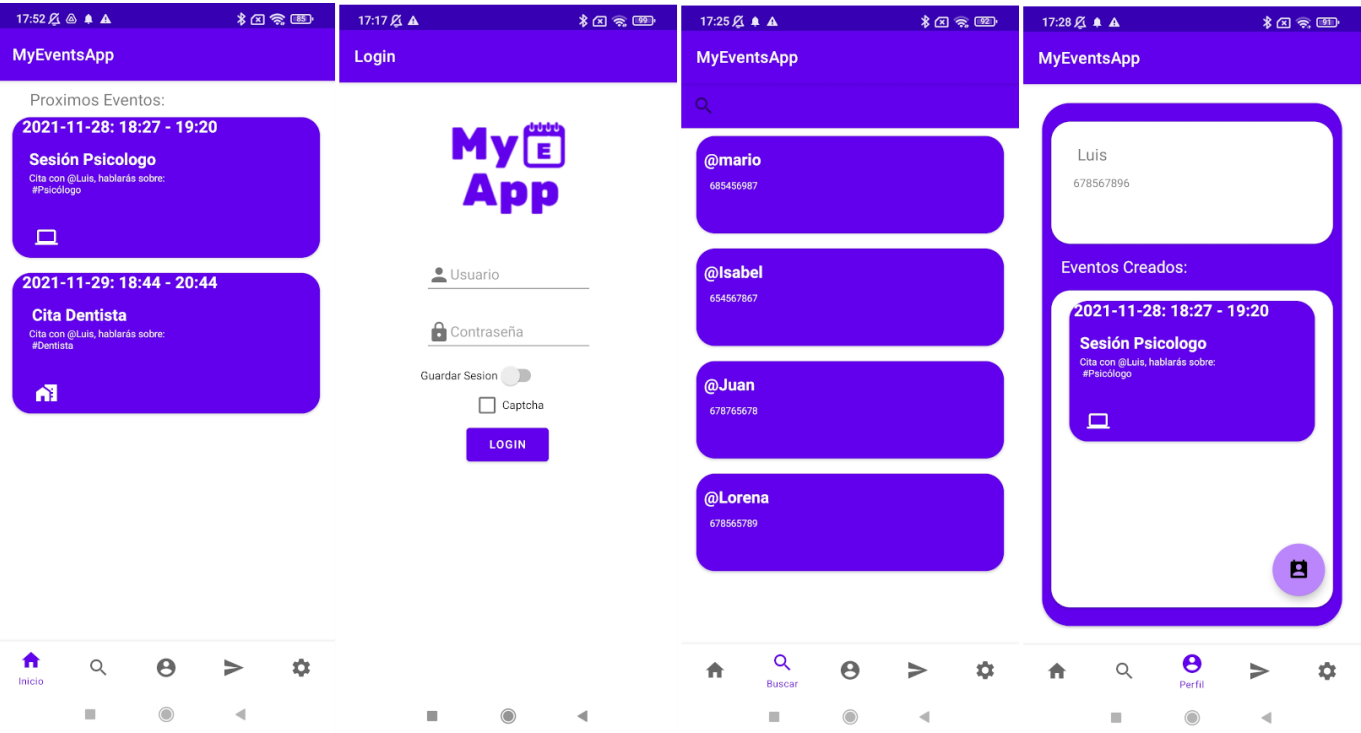 17:52
85
MyEventsApp
Proximos Eventos:
2021-11-28: 18:27 - 19:20
Sesión Psicologo
Cita con @Luis, hablarás sobre:
#Psicólogo
2021-11-29: 18:44 - 20:44
Cita Dentista
Cita con @Luis, hablarás sobre:
#Dentista
Inicio
17:17
99
Login
My E
App
Usuario
Contraseña
Guardar Sesion
Captcha
LOGIN
17:25
92
MyEventsApp
@mario
685456987
@Isabel
654567867
@Juan
678765678
@Lorena
678565789
Buscar
17:28
91
MyEventsApp
Luis
678567896
Eventos Creados:
2021-11-28: 18:27 - 19:20
Sesión Psicologo
Cita con @Luis, hablarás sobre:
#Psicólogo
Perfil